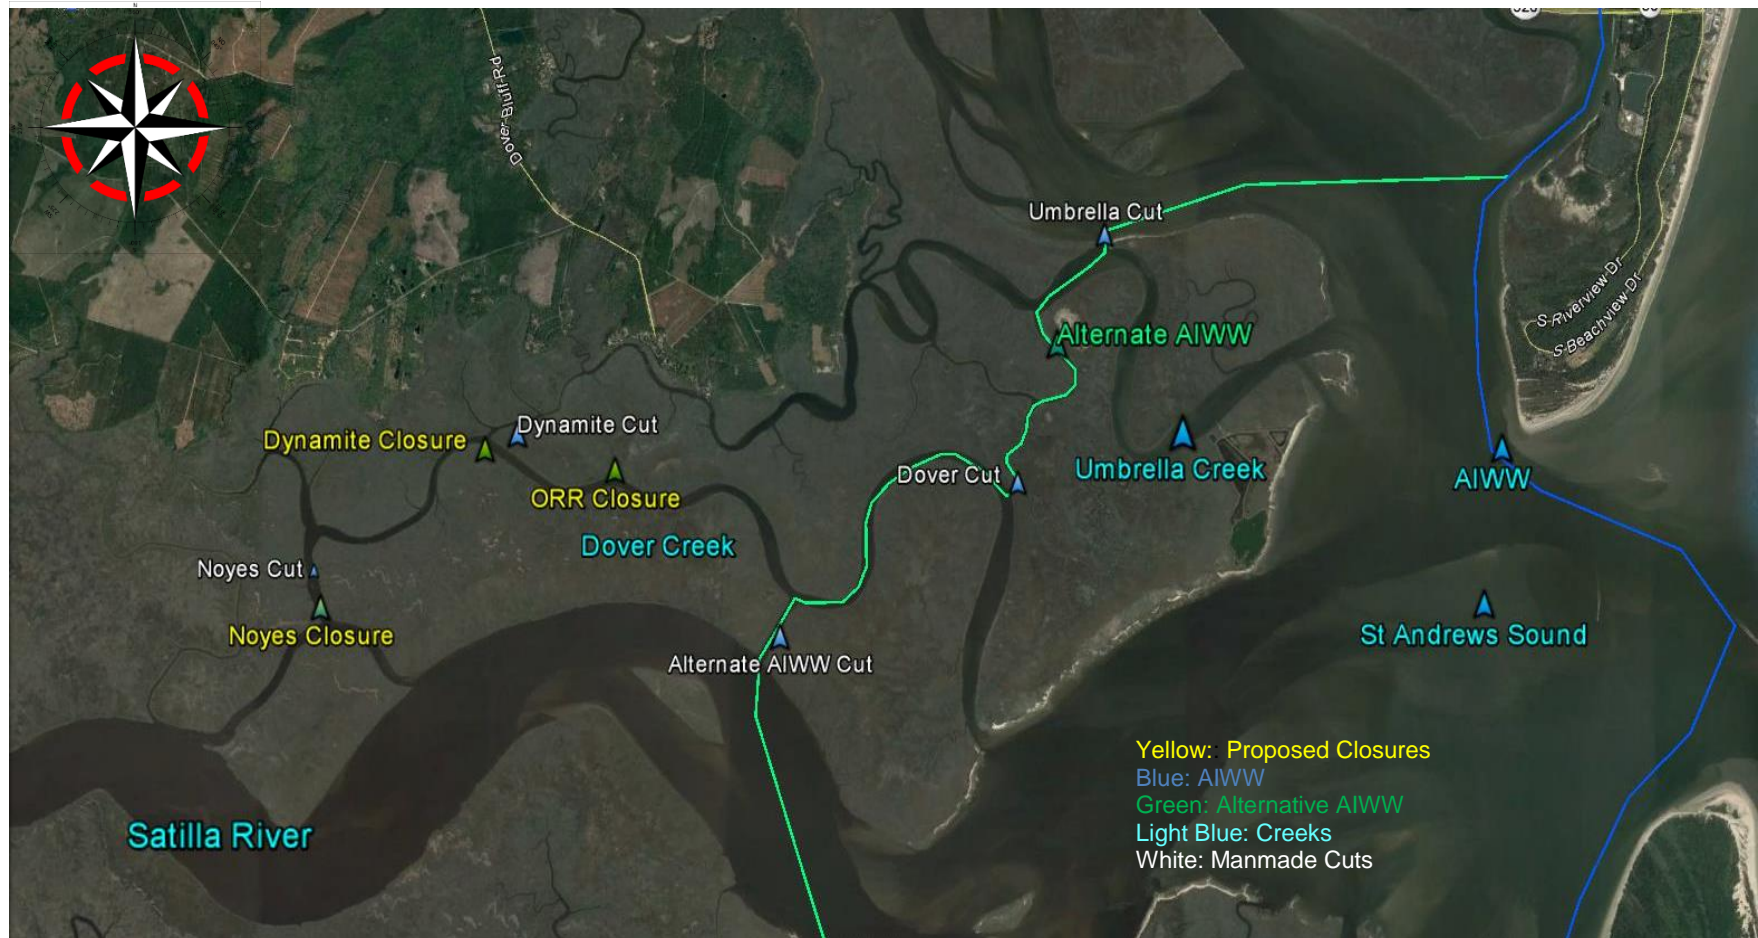 N
Dover Bluff Rd
Umbrella Cut
S Riverview Dr
S Beachview Dr
Alternate AIWW
Dynamite Cut
Dynamite Closure
ORR Closure
Dover Cut
Umbrella Creek
AIWW
Dover Creek
Noyes Cut
Noyes Closure
Alternate AIWW Cut
St Andrews Sound
Satilla River
Yellow: Proposed Closures
Blue: AIWW
Green: Alternative AIWW
Light Blue: Creeks
White: Manmade Cuts